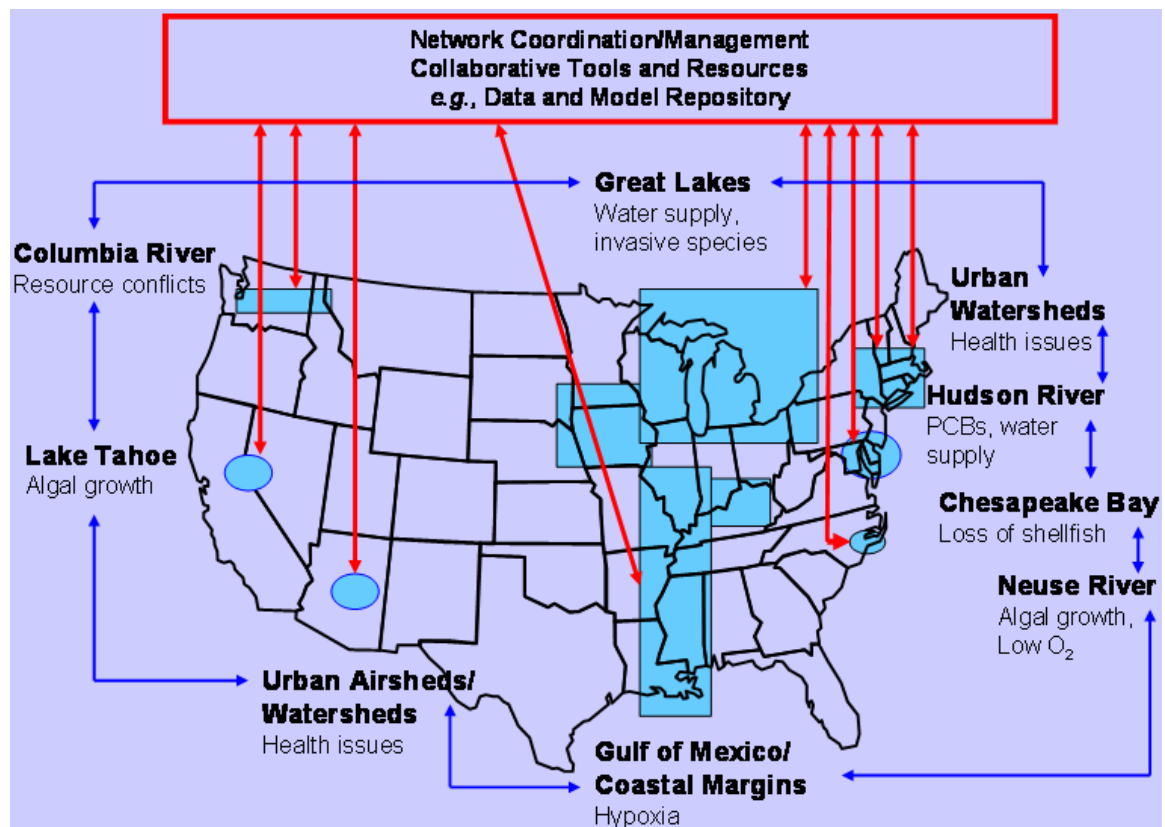 Network Coordination/Management
Collaborative Tools and Resources
e.g., Data and Model Repository
Great Lakes
Water supply,
invasive species
Columbia River
Resource conflicts
Urban
Watersheds
Health issues
Hudson River
PCBs, water
supply
Lake Tahoe
Algal growth
Chesapeake Bay
Loss of shellfish
Neuse River
Algal growth,
Low O₂
Urban Airsheds/
Watersheds
Health issues
Gulf of Mexico/
Coastal Margins
Hypoxia